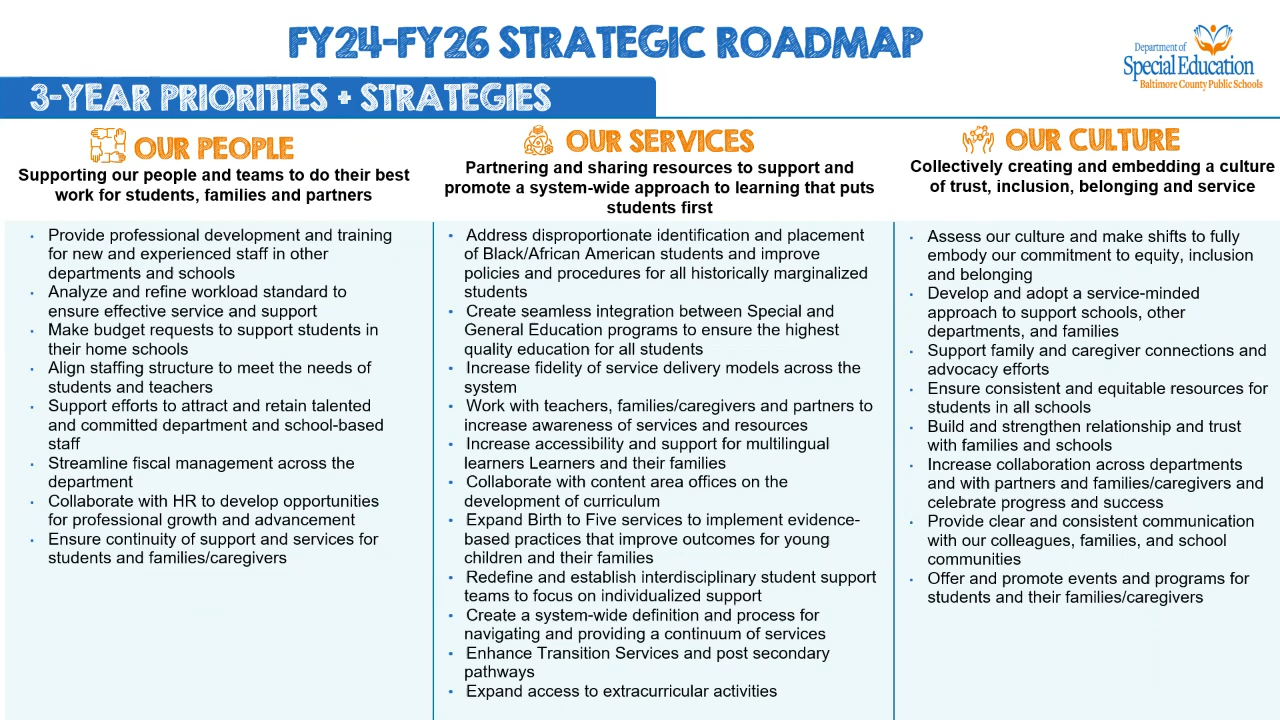 FY24-FY26 STRATEGIC ROADMAP
Department of
Special Education
Baltimore County Public Schools
3-YEAR PRIORITIES + STRATEGIES
OUR PEOPLE
Supporting our people and teams to do their best
work for students, families and partners
• Provide professional development and training
for new and experienced staff in other
departments and schools
• Analyze and refine workload standard to
ensure effective service and support
• Make budget requests to support students in
their home schools
• Align staffing structure to meet the needs of
students and teachers
• Support efforts to attract and retain talented
and committed department and school-based
staff
• Streamline fiscal management across the
department
• Collaborate with HR to develop opportunities
for professional growth and advancement
• Ensure continuity of support and services for
students and families/caregivers
OUR SERVICES
Partnering and sharing resources to support and
promote a system-wide approach to learning that puts
students first
• Address disproportionate identification and placement
of Black/African American students and improve
policies and procedures for all historically marginalized
students
• Create seamless integration between Special and
General Education programs to ensure the highest
quality education for all students
• Increase fidelity of service delivery models across the
system
• Work with teachers, families/caregivers and partners to
increase awareness of services and resources
• Increase accessibility and support for multilingual
learners Learners and their families
• Collaborate with content area offices on the
development of curriculum
• Expand Birth to Five services to implement evidence-
based practices that improve outcomes for young
children and their families
• Redefine and establish interdisciplinary student support
teams to focus on individualized support
• Create a system-wide definition and process for
navigating and providing a continuum of services
• Enhance Transition Services and post secondary
pathways
• Expand access to extracurricular activities
OUR CULTURE
Collectively creating and embedding a culture
of trust, inclusion, belonging and service
• Assess our culture and make shifts to fully
embody our commitment to equity, inclusion
and belonging
• Develop and adopt a service-minded
approach to support schools, other
departments, and families
• Support family and caregiver connections and
advocacy efforts
• Ensure consistent and equitable resources for
students in all schools
• Build and strengthen relationship and trust
with families and schools
• Increase collaboration across departments
and with partners and families/caregivers and
celebrate progress and success
• Provide clear and consistent communication
with our colleagues, families, and school
communities
• Offer and promote events and programs for
students and their families/caregivers